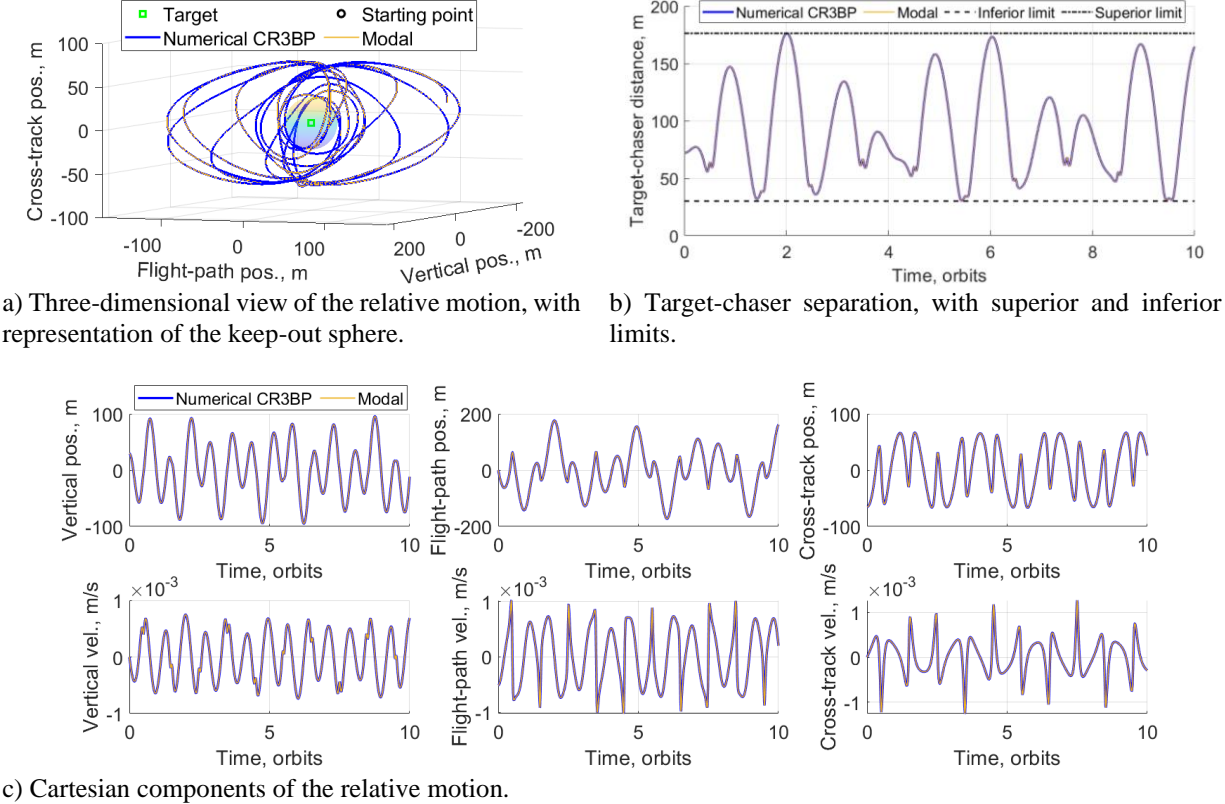 Target Starting point
Numerical CR3BP Modal
Cross-track pos., m
100
50
0
-50
-100
-100 0 100 200
Flight-path pos., m
0 -200
Vertical pos., m
Numerical CR3BP Modal Inferior limit Superior limit
Target-chaser distance, m
200
150
100
50
0
0 2 4 6 8 10
Time, orbits
a) Three-dimensional view of the relative motion, with
representation of the keep-out sphere.
b) Target-chaser separation, with superior and inferior
limits.
Numerical CR3BP Modal
Vertical pos., m
100
0
-100
0 5 10
Time, orbits
Flight-path pos., m
200
0
-200
0 5 10
Time, orbits
Cross-track pos., m
100
0
-100
0 5 10
Time, orbits
Vertical vel., m/s
×10⁻³
1
0
-1
0 5 10
Time, orbits
Flight-path vel., m/s
×10⁻³
1
0
-1
0 5 10
Time, orbits
Cross-track vel., m/s
×10⁻³
1
0
-1
0 5 10
Time, orbits
c) Cartesian components of the relative motion.